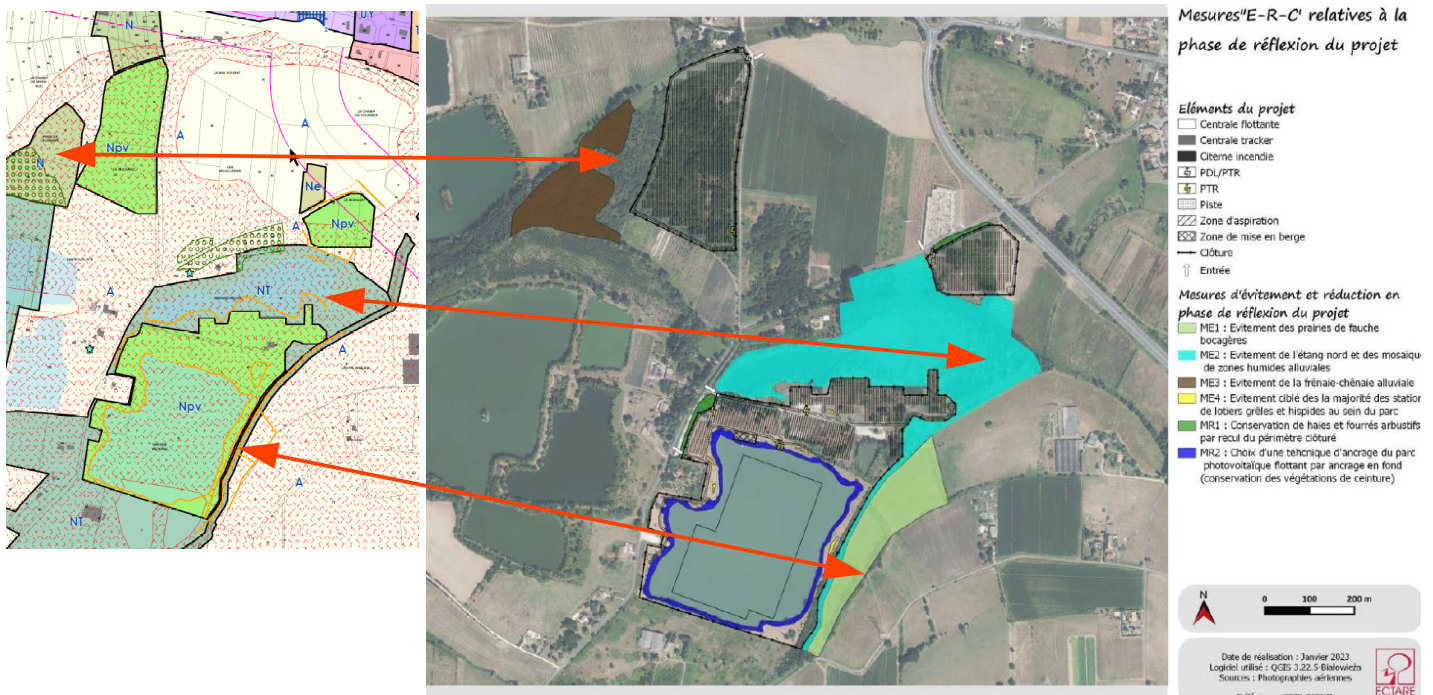 N
UY
Npv
N
A
A
A
Ne
Npv
A
NT
A
A
Npv
A
NT
Mesures"E-R-C' relatives à la
phase de réflexion du projet
Eléments du projet
Centrale flottante
Centrale tracker
Citerne incendie
PDL/PTR
PTR
Piste
Zone d'aspiration
Zone de mise en berge
Clôture
Entrée
Mesures d'évitement et réduction en
phase de réflexion du projet
ME1 : Evitement des prairies de fauche
bocagères
ME2 : Evitement de l'étang nord et des mosaïque
de zones humides alluviales
ME3 : Evitement de la frênaie-chênaie alluviale
ME4 : Evitement ciblé des la majorité des station
de lotiers grêles et hispides au sein du parc
MR1 : Conservation de haies et fourrés arbustifs
par recul du périmètre clôturé
MR2 : Choix d'une tehcnique d'ancrage du parc
photovoltaïque flottant par ancrage en fond
(conservation des végétations de ceinture)
N
0 100 200 m
Date de réalisation : Janvier 2023
Logiciel utilisé : QGIS 3.22.5-Białowieża
Sources : Photographies aériennes
ECTARE